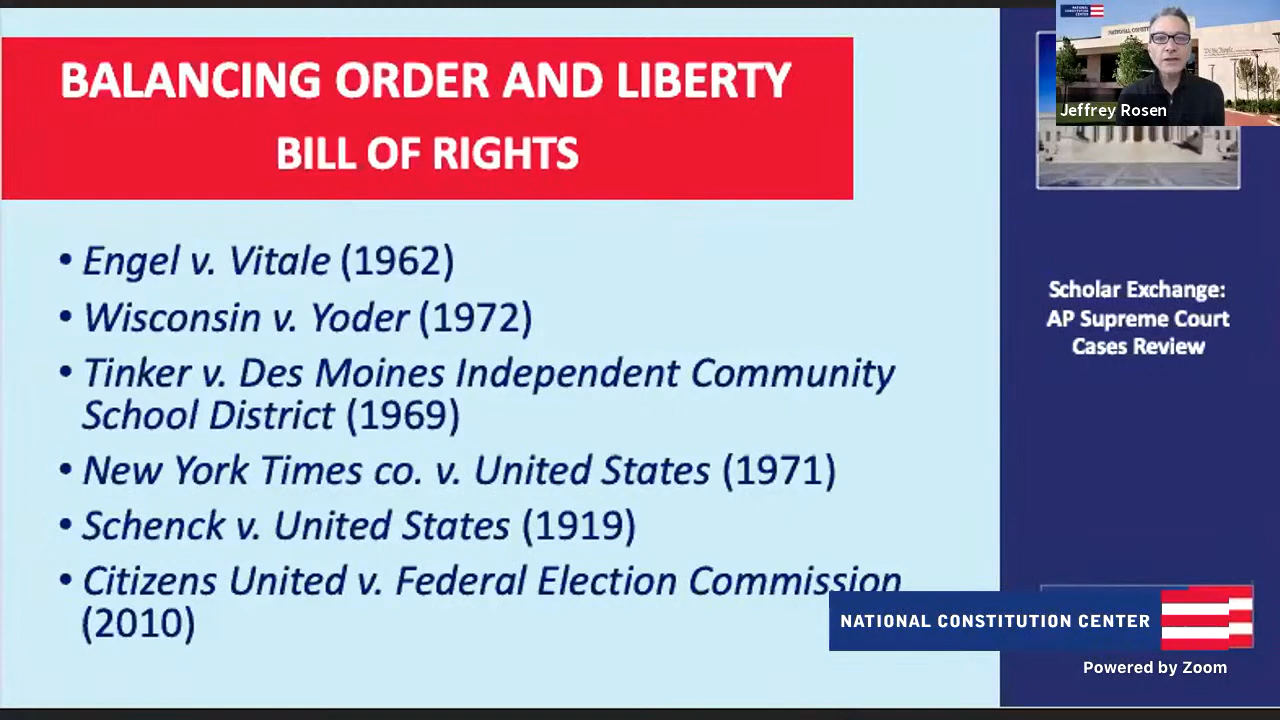 BALANCING ORDER AND LIBERTY
BILL OF RIGHTS
• Engel v. Vitale (1962)
• Wisconsin v. Yoder (1972)
• Tinker v. Des Moines Independent Community
School District (1969)
• New York Times co. v. United States (1971)
• Schenck v. United States (1919)
• Citizens United v. Federal Election Commission
(2010)
Jeffrey Rosen
Scholar Exchange:
AP Supreme Court
Cases Review
NATIONAL CONSTITUTION CENTER
Powered by Zoom